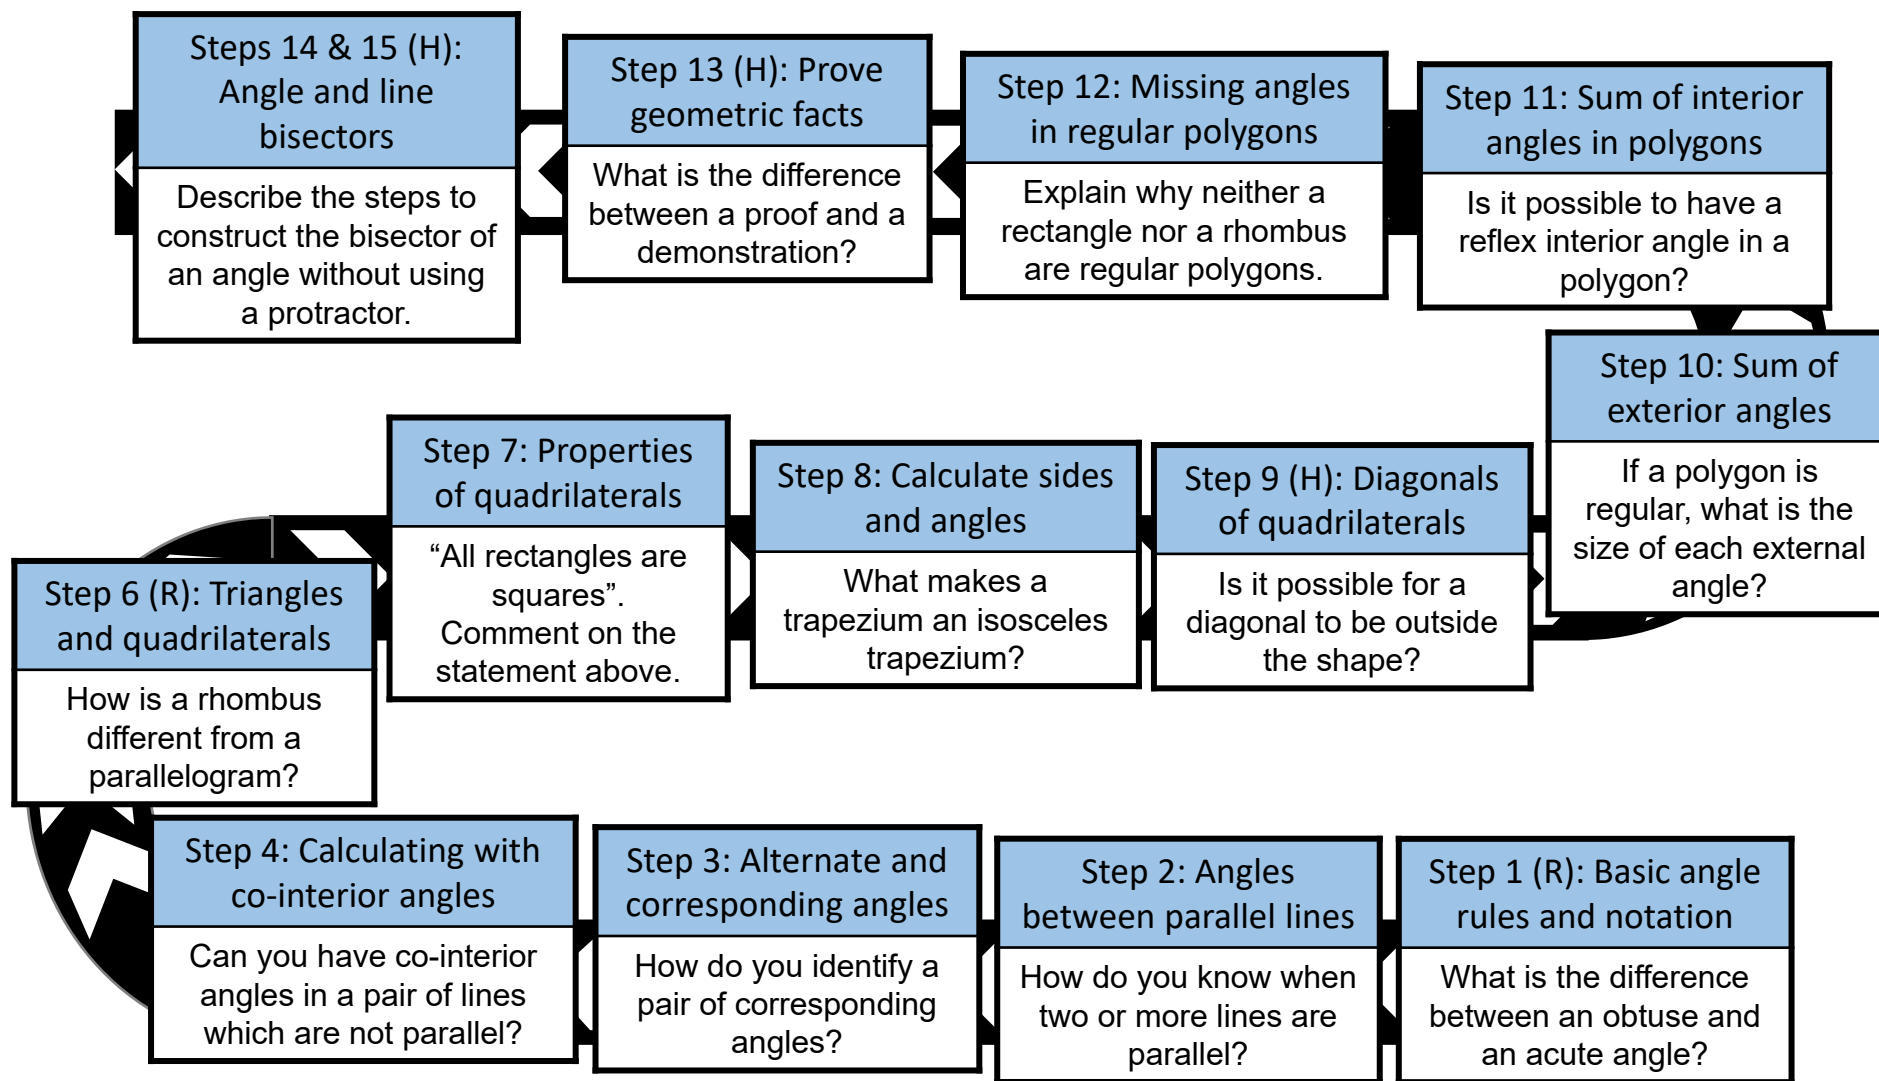 Steps 14 & 15 (H):
Angle and line
bisectors
Describe the steps to
construct the bisector of
an angle without using
a protractor.
Step 13 (H): Prove
geometric facts
What is the difference
between a proof and a
demonstration?
Step 12: Missing angles
in regular polygons
Explain why neither a
rectangle nor a rhombus
are regular polygons.
Step 11: Sum of interior
angles in polygons
Is it possible to have a
reflex interior angle in a
polygon?
Step 10: Sum of
exterior angles
If a polygon is
regular, what is the
size of each external
angle?
Step 7: Properties
of quadrilaterals
“All rectangles are
squares”.
Comment on the
statement above.
Step 8: Calculate sides
and angles
What makes a
trapezium an isosceles
trapezium?
Step 9 (H): Diagonals
of quadrilaterals
Is it possible for a
diagonal to be outside
the shape?
Step 6 (R): Triangles
and quadrilaterals
How is a rhombus
different from a
parallelogram?
Step 4: Calculating with
co-interior angles
Can you have co-interior
angles in a pair of lines
which are not parallel?
Step 3: Alternate and
corresponding angles
How do you identify a
pair of corresponding
angles?
Step 2: Angles
between parallel lines
How do you know when
two or more lines are
parallel?
Step 1 (R): Basic angle
rules and notation
What is the difference
between an obtuse and
an acute angle?